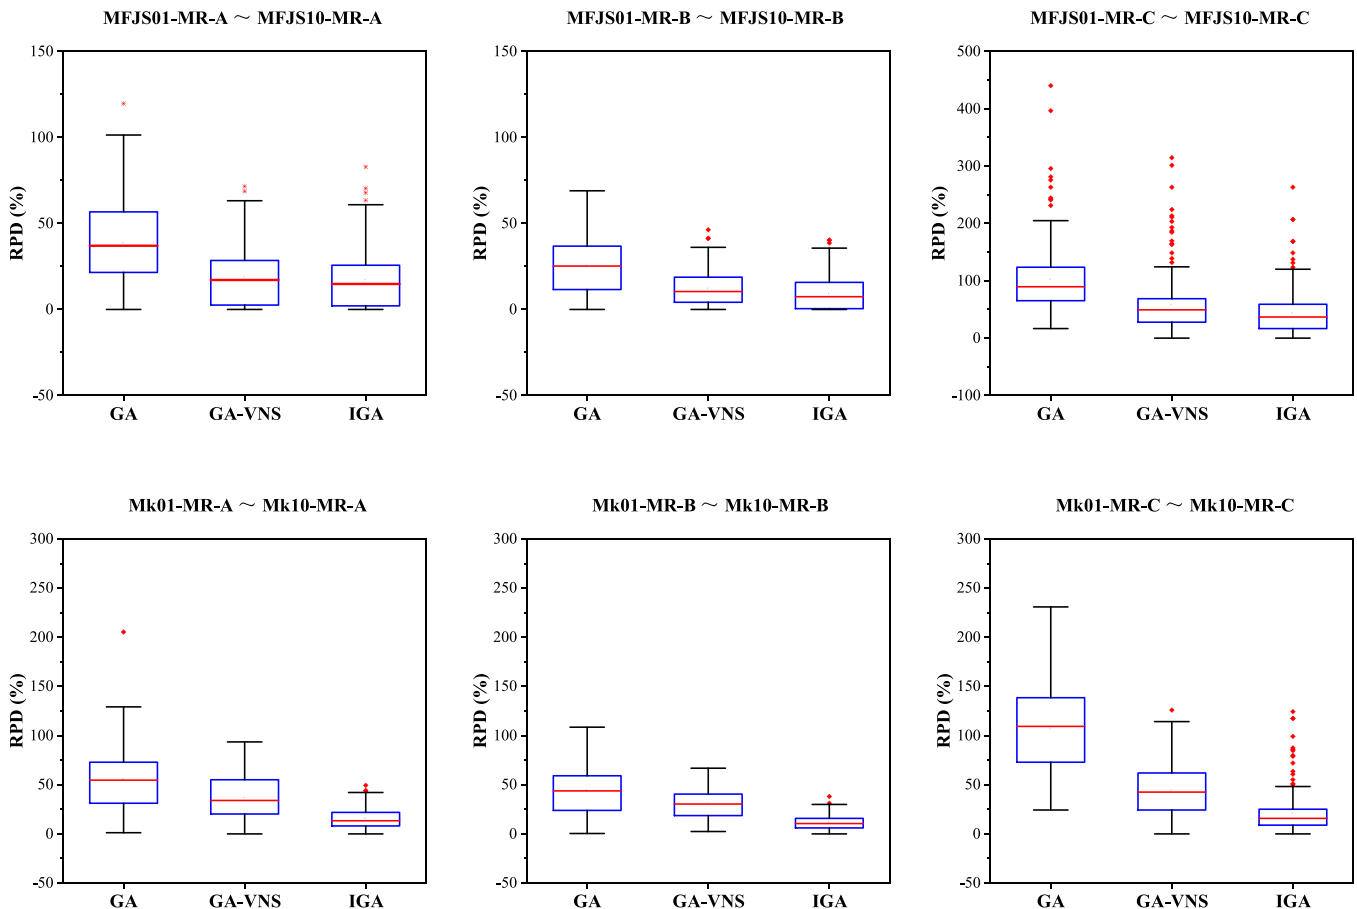 MFJS01-MR-A ~ MFJS10-MR-A
150
100
50
0
-50
RPD (%)
GA GA-VNS IGA
MFJS01-MR-B ~ MFJS10-MR-B
150
100
50
0
-50
RPD (%)
GA GA-VNS IGA
MFJS01-MR-C ~ MFJS10-MR-C
500
400
300
200
100
0
-100
RPD (%)
GA GA-VNS IGA
Mk01-MR-A ~ Mk10-MR-A
300
250
200
150
100
50
0
-50
RPD (%)
GA GA-VNS IGA
Mk01-MR-B ~ Mk10-MR-B
300
250
200
150
100
50
0
-50
RPD (%)
GA GA-VNS IGA
Mk01-MR-C ~ Mk10-MR-C
300
250
200
150
100
50
0
-50
RPD (%)
GA GA-VNS IGA